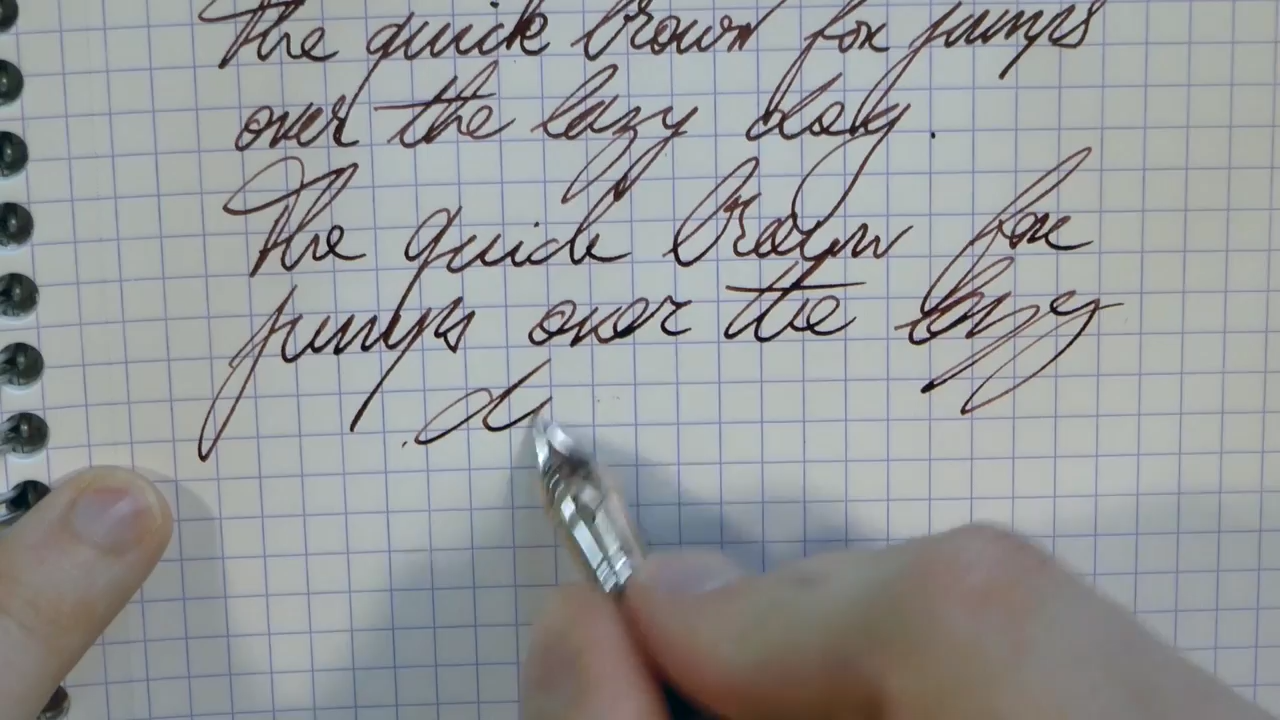 The quick brown fox jumps
over the lazy dog.
The quick brown fox
jumps over the lazy
d